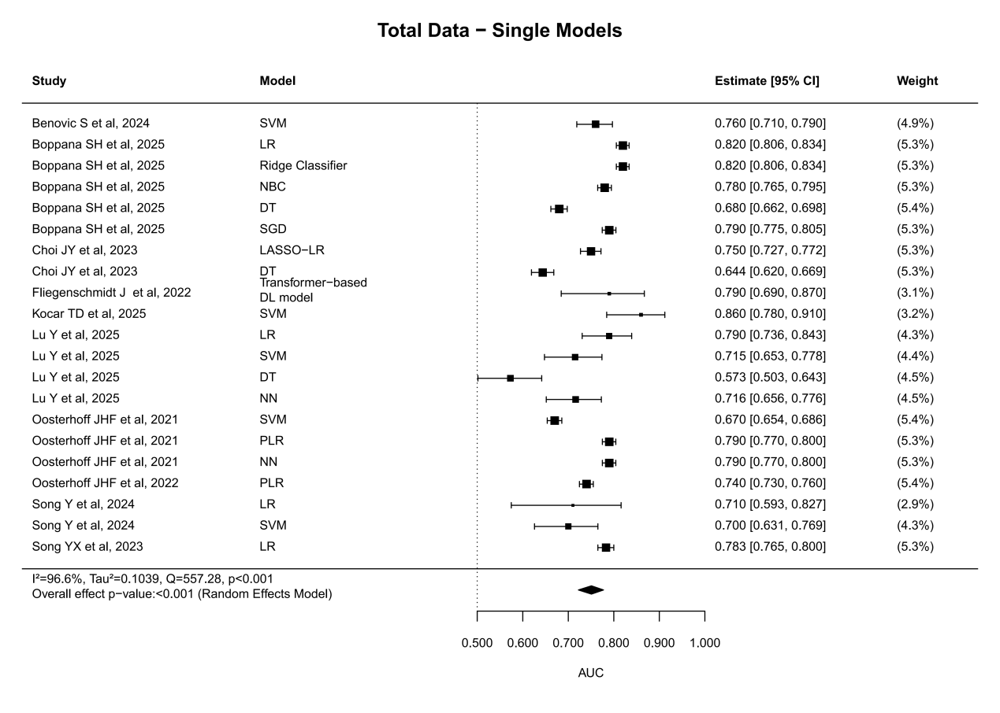 Total Data − Single Models
Study Model Estimate [95% CI] Weight
Benovic S et al, 2024 SVM 0.760 [0.710, 0.790] (4.9%)
Boppana SH et al, 2025 LR 0.820 [0.806, 0.834] (5.3%)
Boppana SH et al, 2025 Ridge Classifier 0.820 [0.806, 0.834] (5.3%)
Boppana SH et al, 2025 NBC 0.780 [0.765, 0.795] (5.3%)
Boppana SH et al, 2025 DT 0.680 [0.662, 0.698] (5.4%)
Boppana SH et al, 2025 SGD 0.790 [0.775, 0.805] (5.3%)
Choi JY et al, 2023 LASSO−LR 0.750 [0.727, 0.772] (5.3%)
Choi JY et al, 2023 DT 0.644 [0.620, 0.669] (5.3%)
Transformer−based
Fliegenschmidt J  et al, 2022 DL model 0.790 [0.690, 0.870] (3.1%)
Kocar TD et al, 2025 SVM 0.860 [0.780, 0.910] (3.2%)
Lu Y et al, 2025 LR 0.790 [0.736, 0.843] (4.3%)
Lu Y et al, 2025 SVM 0.715 [0.653, 0.778] (4.4%)
Lu Y et al, 2025 DT 0.573 [0.503, 0.643] (4.5%)
Lu Y et al, 2025 NN 0.716 [0.656, 0.776] (4.5%)
Oosterhoff JHF et al, 2021 SVM 0.670 [0.654, 0.686] (5.4%)
Oosterhoff JHF et al, 2021 PLR 0.790 [0.770, 0.800] (5.3%)
Oosterhoff JHF et al, 2021 NN 0.790 [0.770, 0.800] (5.3%)
Oosterhoff JHF et al, 2022 PLR 0.740 [0.730, 0.760] (5.4%)
Song Y et al, 2024 LR 0.710 [0.593, 0.827] (2.9%)
Song Y et al, 2024 SVM 0.700 [0.631, 0.769] (4.3%)
Song YX et al, 2023 LR 0.783 [0.765, 0.800] (5.3%)
I²=96.6%, Tau²=0.1039, Q=557.28, p<0.001
Overall effect p−value:<0.001 (Random Effects Model)
0.500 0.600 0.700 0.800 0.900 1.000
AUC